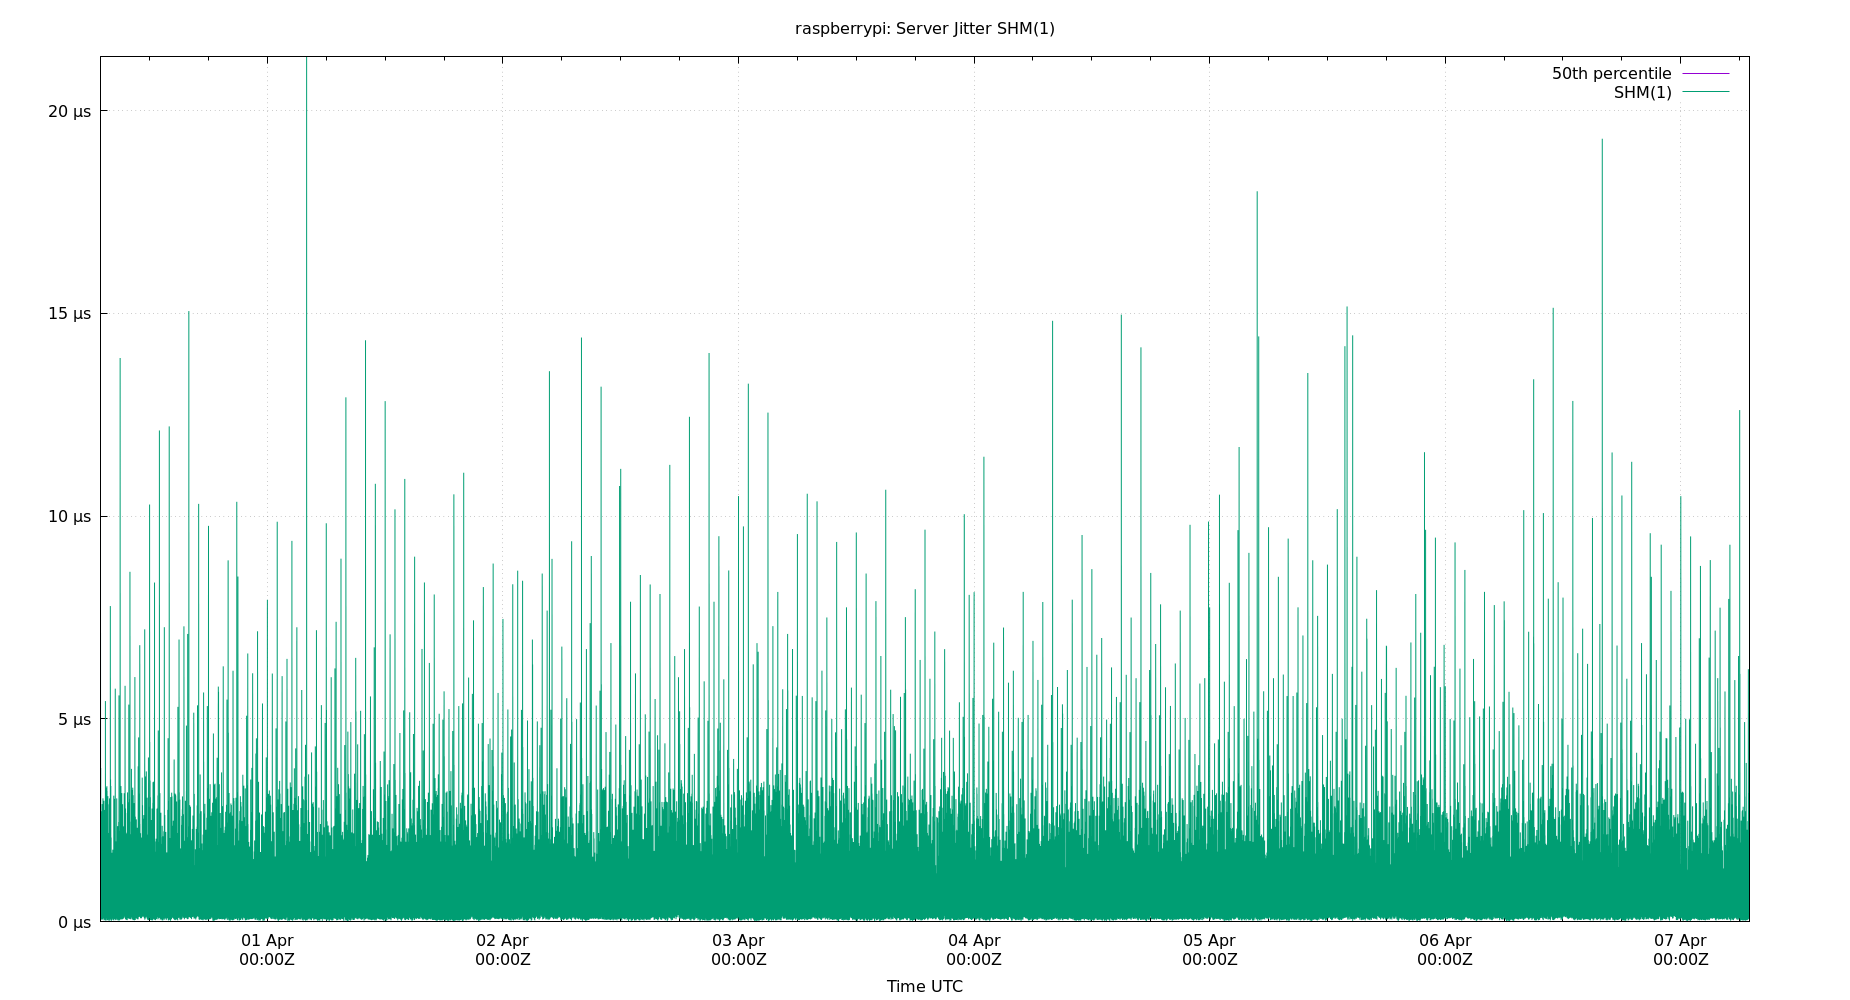 raspberrypi: Server Jitter SHM(1)
50th percentile
SHM(1)
20 µs
15 µs
10 µs
5 µs
0 µs
01 Apr 02 Apr 03 Apr 04 Apr 05 Apr 06 Apr 07 Apr
00:00Z 00:00Z 00:00Z 00:00Z 00:00Z 00:00Z 00:00Z
Time UTC